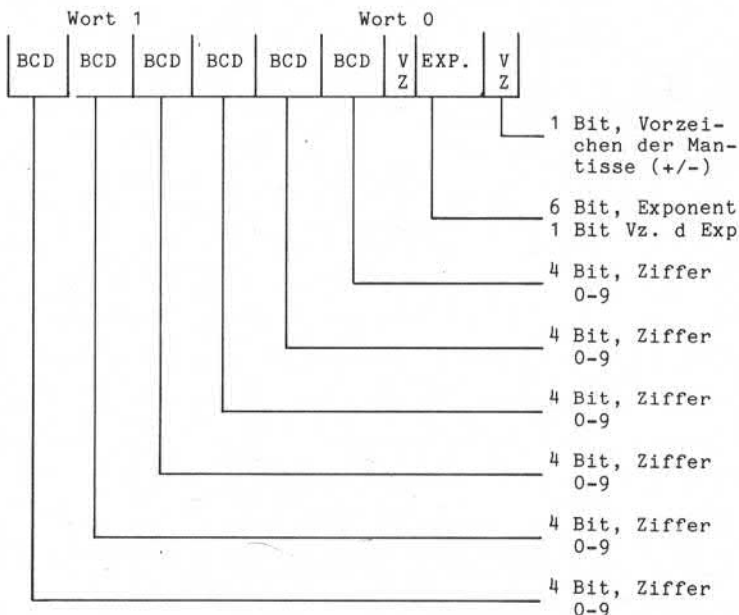 Wort 1 Wort 0
BCD BCD BCD BCD BCD BCD VZ EXP. VZ
1 Bit, Vorzei-
chen der Man-
tisse (+/-)
6 Bit, Exponent
1 Bit Vz. d Exp
4 Bit, Ziffer
0-9
4 Bit, Ziffer
0-9
4 Bit, Ziffer
0-9
4 Bit, Ziffer
0-9
4 Bit, Ziffer
0-9
4 Bit, Ziffer
0-9